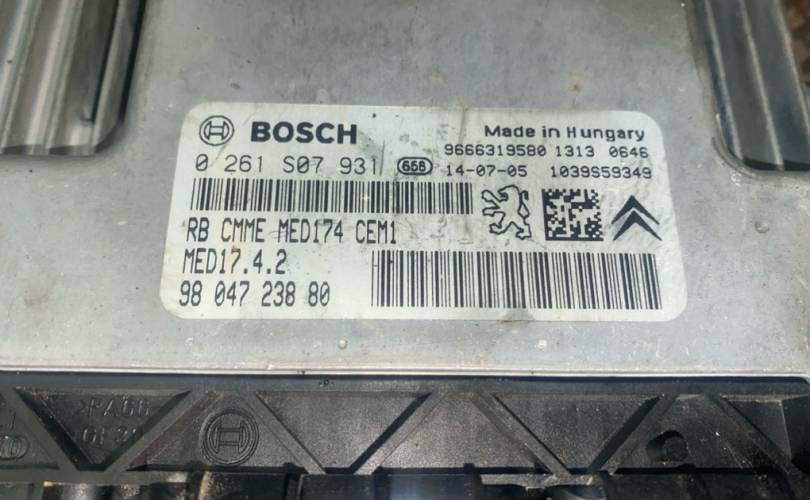 BOSCH
Made in Hungary
9666319580 1313 0646
0 261 S07 931 658 14-07-05 1039S59349
RB CMME MED174 CEM1
MED17.4.2
98 047 238 80